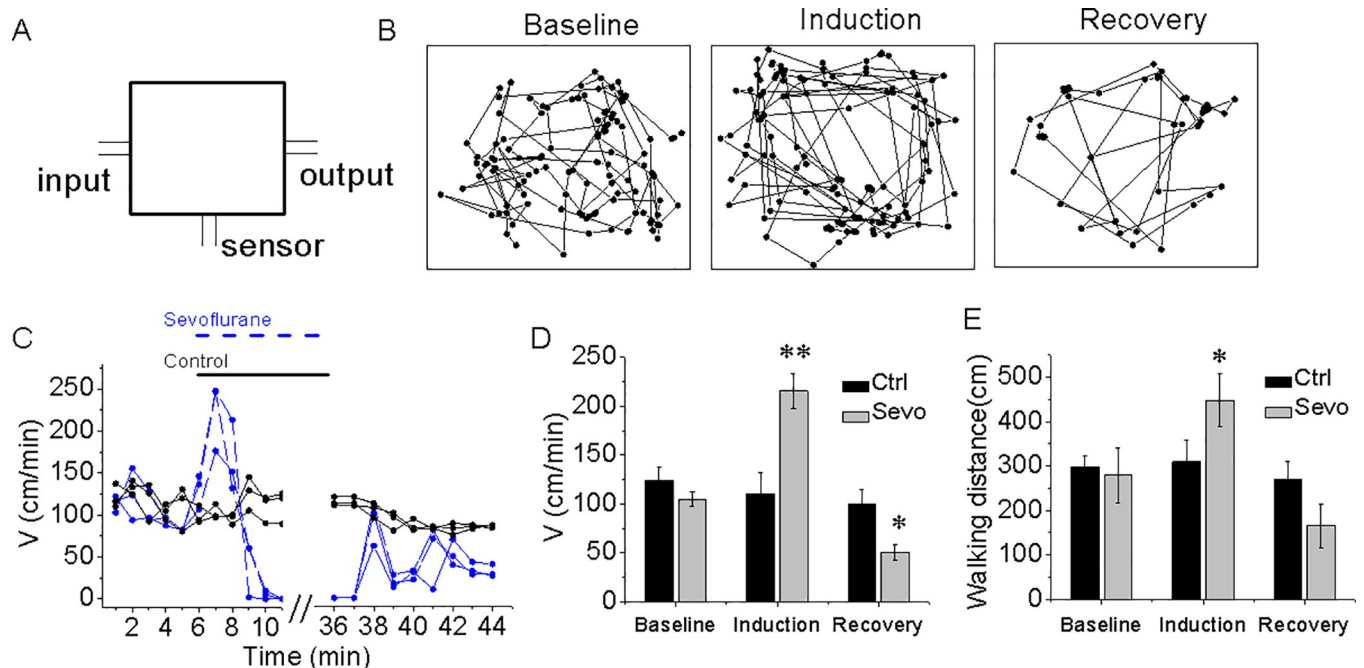 A
B
Baseline
Induction
Recovery
input
output
sensor
C
Sevoflurane
Control
V (cm/min)
250
200
150
100
50
0
2 4 6 8 10 // 36 38 40 42 44
Time (min)
D
V (cm/min)
250
200
150
100
50
0
** 
*
Ctrl
Sevo
Baseline Induction Recovery
E
Walking distance(cm)
500
400
300
200
100
0
*
Ctrl
Sevo
Baseline Induction Recovery